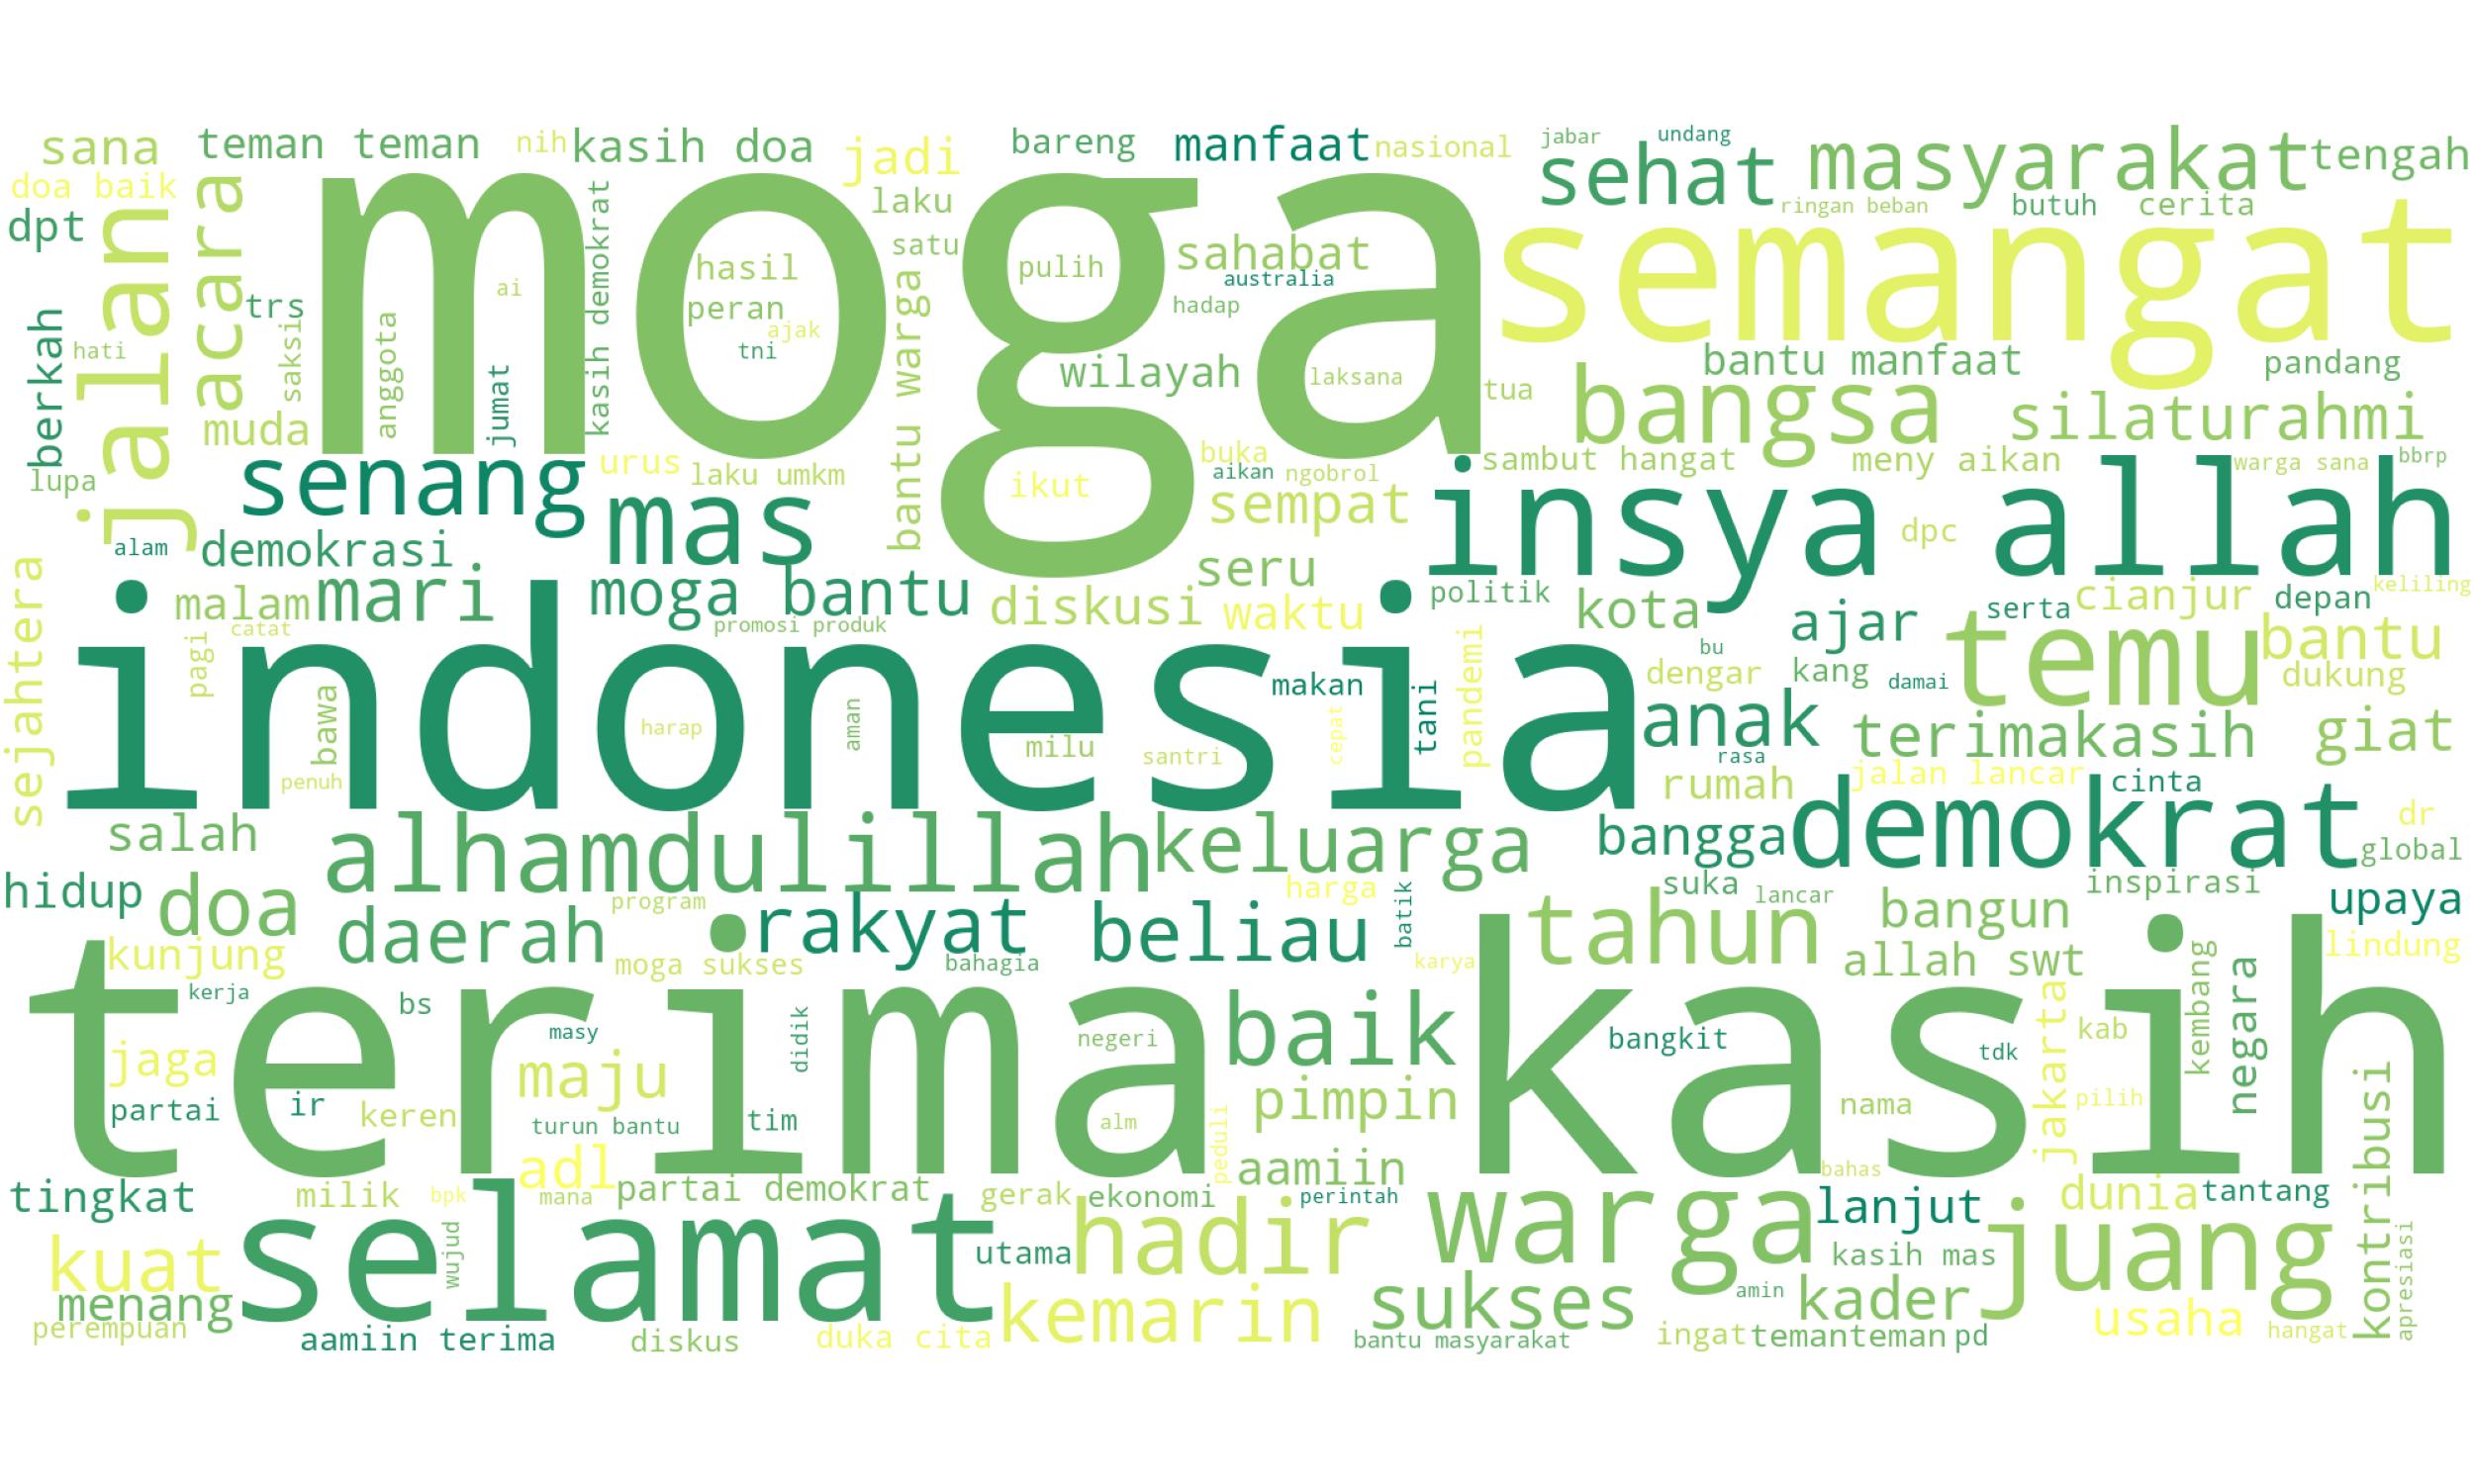 sana
teman teman
nih
kasih doa
jadi
bareng
manfaat
nasional
jabar
undang
sehat
masyarakat
tengah
doa baik
dpt
jalan
acara
moga
kasih demokrat
laku
satu
hasil
peran
ajak
tni
ai
pulih
sahabat
australia
hadap
wilayah
laksana
ringan beban
butuh
cerita
semangat
berkah
hati
trs
saksi
anggota
jumat
bantu warga
tua
bantu manfaat
pandang
bangsa
silaturahmi
muda
lupa
senang
urus
laku umkm
mas
ikut
buka
aikan
ngobrol
sempat
sambut hangat
meny aikan
warga sana
bbrp
insya allah
dpc
alam
demokrasi
seru
sejahtera
malam
mari
moga bantu
diskusi
waktu
politik
kota
ajar
serta
cianjur
depan
keliling
pagi
catat
promosi produk
indonesia
bawa
penuh
harap
aman
milu
santri
cepat
makan
tani
pandemi
bu
dengar
kang
damai
temu
bantu
dukung
anak
rasa
terimakasih
giat
rumah
jalan lancar
cinta
salah
alhamdulillah
keluarga
bangga
demokrat
dr
global
hidup
doa
daerah
program
rakyat
beliau
harga
batik
suka
lancar
inspirasi
upaya
tahun
bangun
kunjung
moga sukses
bahagia
karya
allah swt
lindung
kerja
terima kasih
bs
masy
didik
negeri
baik
bangkit
tdk
jakarta
kab
kembang
negara
jaga
maju
pimpin
partai
ir
keren
turun bantu
tim
alm
peduli
nama
pilih
kontribusi
adl
aamiin
bahas
tingkat
milik
bpk
mana
partai demokrat
gerak
ekonomi
perintah
warga
lanjut
dunia
tantang
kuat
wujud
selamat
utama
hadir
kasih mas
juang
menang
kemarin
sukses
amin
kader
usaha
hangat
apresiasi
perempuan
aamiin terima
diskus
duka cita
bantu masyarakat
ingat
temanteman
pd